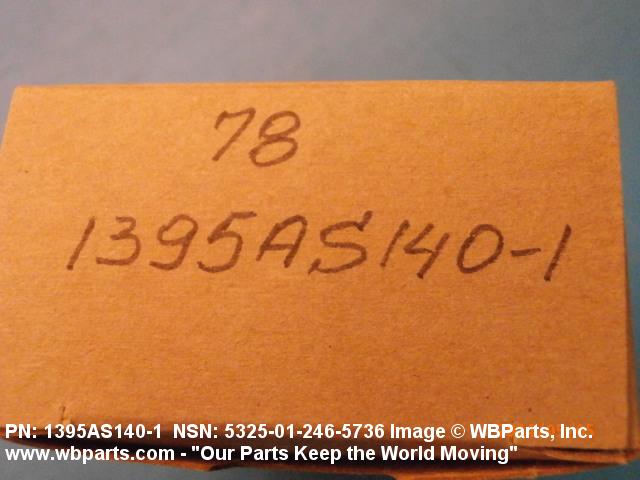 78
1395AS140-1
PN: 1395AS140-1 NSN: 5325-01-246-5736 Image © WBParts, Inc.
www.wbparts.com - "Our Parts Keep the World Moving"